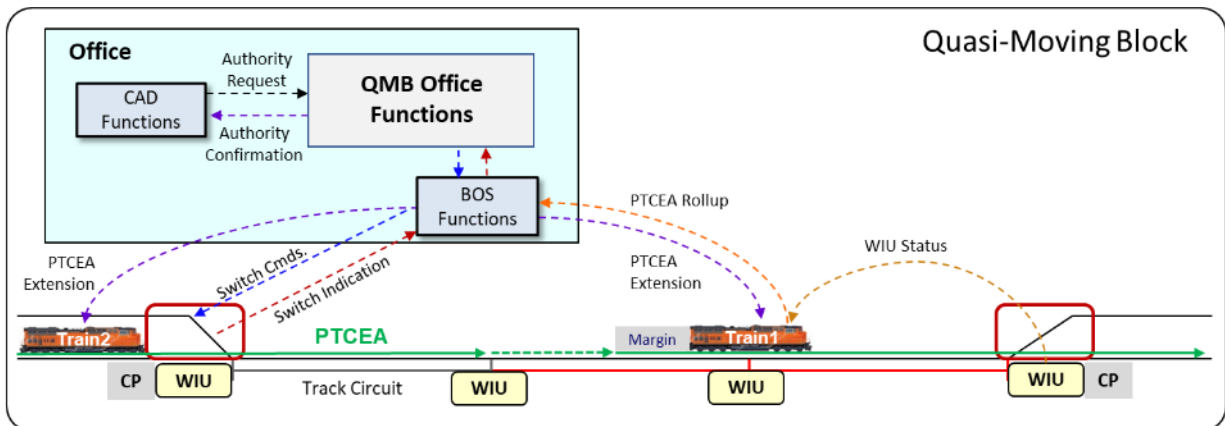 Quasi-Moving Block
Office
Authority
Request
CAD
Functions
QMB Office
Functions
Authority
Confirmation
BOS
Functions
PTCEA Rollup
WIU Status
PTCEA
Extension
Switch Cmds.
Switch Indication
PTCEA
Extension
Train2
PTCEA
Margin
Train1
CP
WIU
Track Circuit
WIU
WIU
WIU
CP